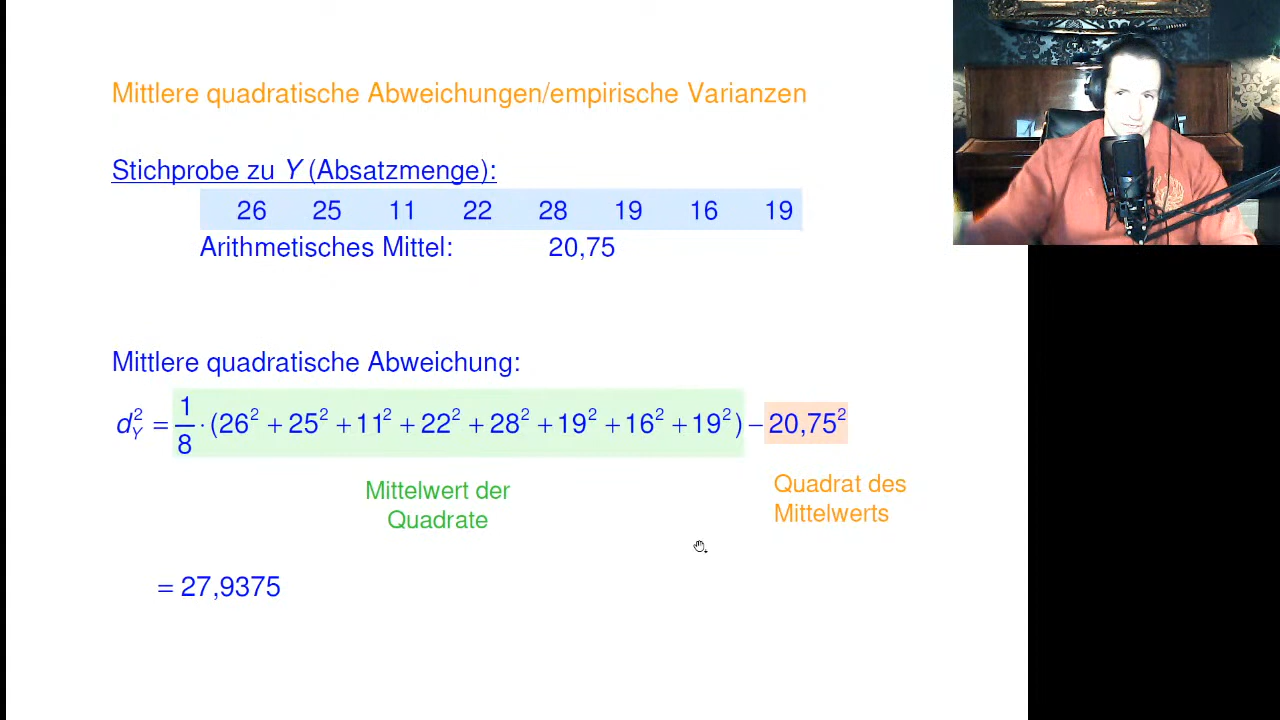 Mittlere quadratische Abweichungen/empirische Varianzen
Stichprobe zu Y (Absatzmenge):
26 25 11 22 28 19 16 19
Arithmetisches Mittel: 20,75
Mittlere quadratische Abweichung:
d²_Y = 1/8 · (26² + 25² + 11² + 22² + 28² + 19² + 16² + 19²) − 20,75²
Mittelwert der
Quadrate
Quadrat des
Mittelwerts
= 27,9375